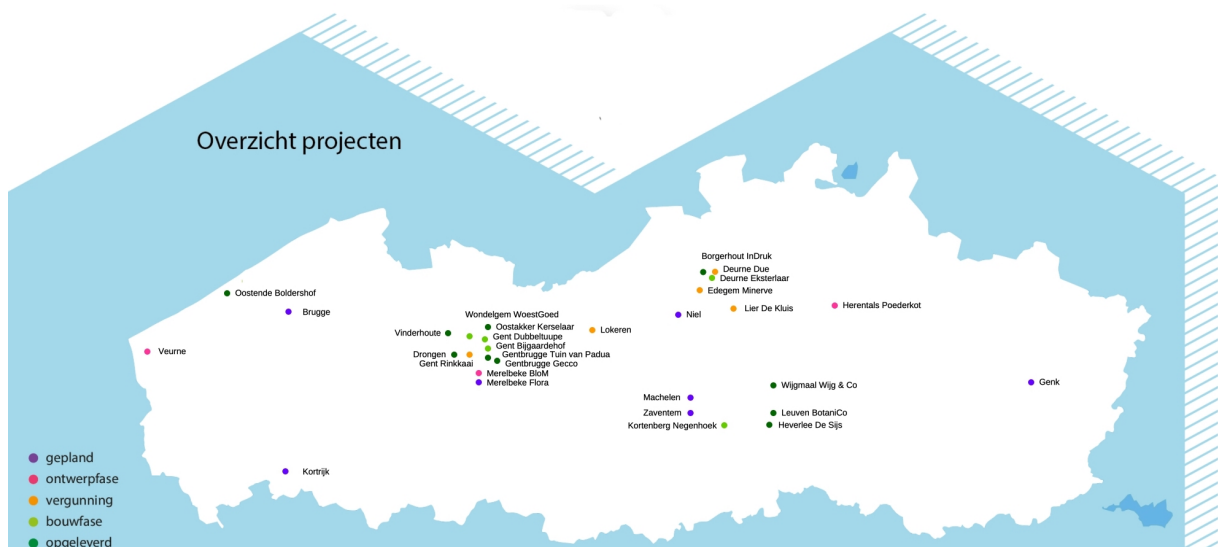 Overzicht projecten
Borgerhout InDruk
Deurne Due
Deurne Eksterlaar
Edegem Minerve
Oostende Boldershof
Brugge
Herentals Poederkot
Lier De Kluis
Niel
Wondelgem WoestGoed
Oostakker Kerselaar
Lokeren
Vinderhoute
Gent Dubbeltuupe
Gent Bijgaardehof
Veurne
Drongen
Gentbrugge Tuin van Padua
Gent Rinkkaai
Gentbrugge Gecco
Merelbeke BloM
Merelbeke Flora
Wijgmaal Wijg & Co
Genk
Machelen
Zaventem
Leuven BotaniCo
Kortenberg Negenhoek
Heverlee De Sijs
Kortrijk
gepland
ontwerpfase
vergunning
bouwfase
opgeleverd